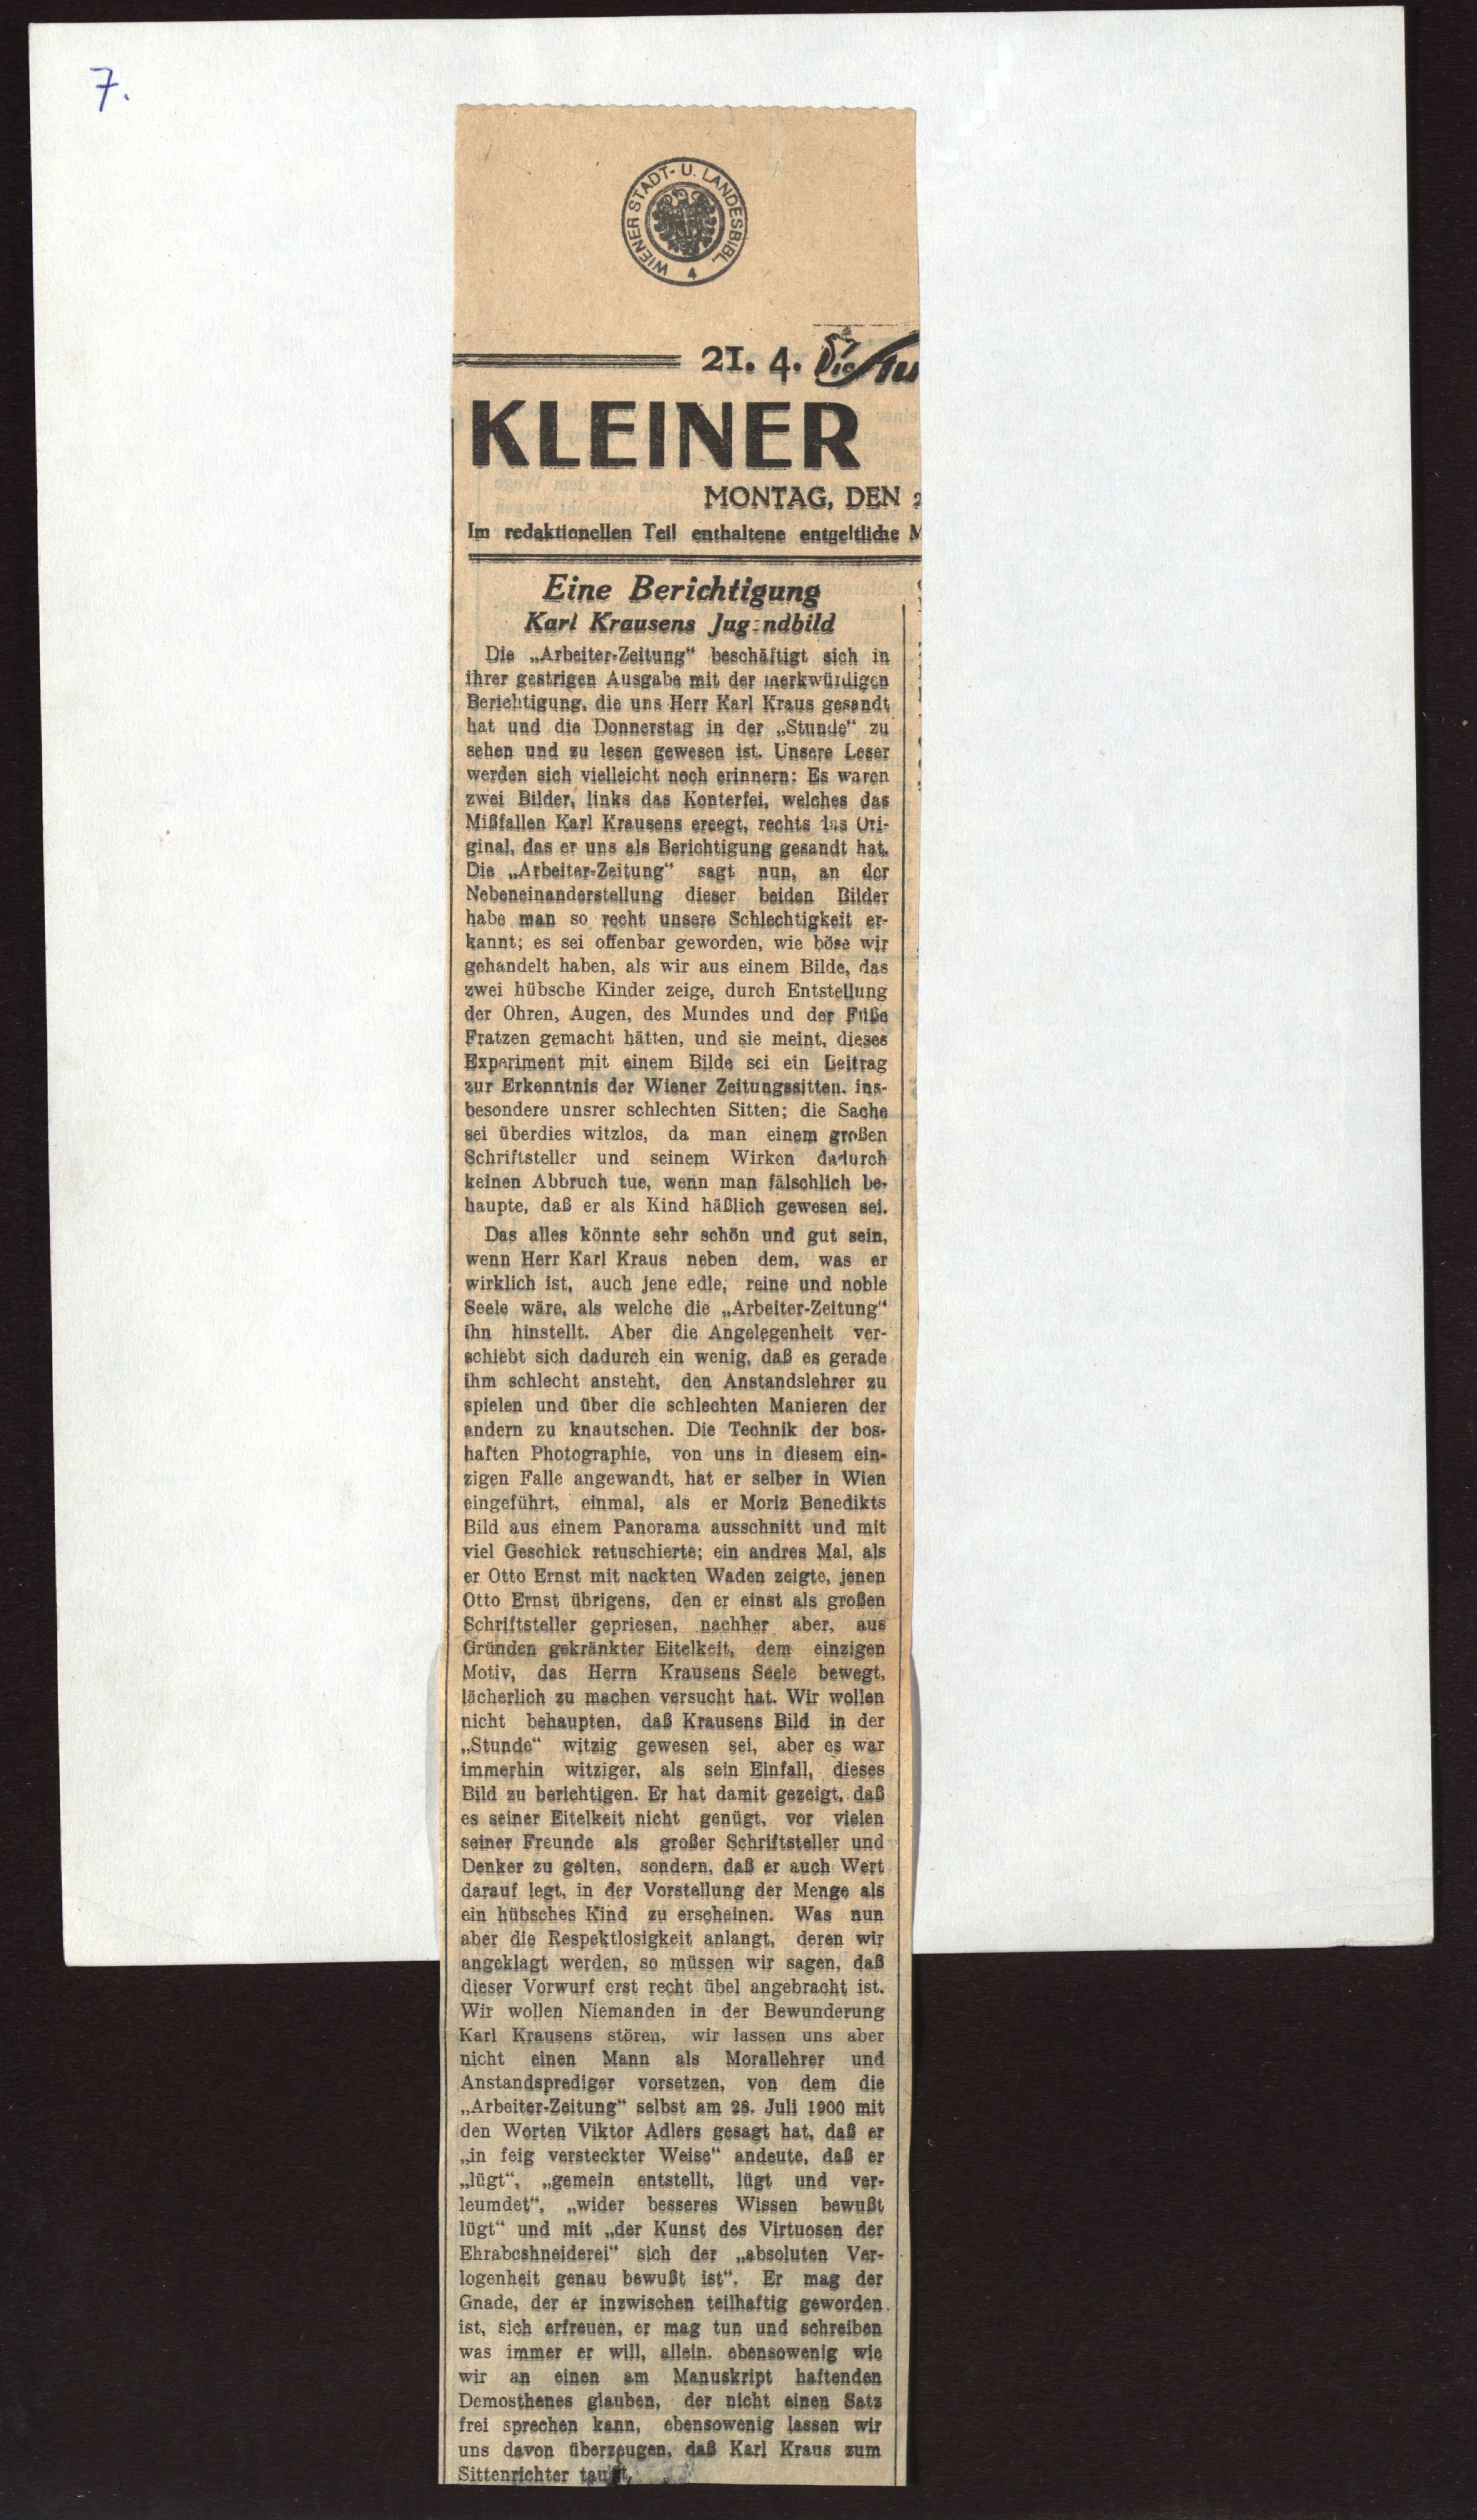 7.
WIENER STADT- U. LANDESBIBL.
4
21. 4.
KLEINER
MONTAG, DEN
Im redaktionellen Teil enthaltene entgeltliche M
Eine Berichtigung
Karl Krausens Jugendbild
Die „Arbeiter-Zeitung“ beschäftigt sich in
ihrer gestrigen Ausgabe mit der merkwürdigen
Berichtigung, die uns Herr Karl Kraus gesandt
hat und die Donnerstag in der „Stunde“ zu
sehen und zu lesen gewesen ist. Unsere Leser
werden sich vielleicht noch erinnern: Es waren
zwei Bilder, links das Konterfei, welches das
Mißfallen Karl Krausens ereegt, rechts das Ori-
ginal, das er uns als Berichtigung gesandt hat.
Die „Arbeiter-Zeitung“ sagt nun, an der
Nebeneinanderstellung dieser beiden Bilder
habe man so recht unsere Schlechtigkeit er-
kannt; es sei offenbar geworden, wie böse wir
gehandelt haben, als wir aus einem Bilde, das
zwei hübsche Kinder zeige, durch Entstellung
der Ohren, Augen, des Mundes und der Füße
Fratzen gemacht hätten, und sie meint, dieses
Experiment mit einem Bilde sei ein Beitrag
zur Erkenntnis der Wiener Zeitungssitten, ins-
besondere unsrer schlechten Sitten; die Sache
sei überdies witzlos, da man einem großen
Schriftsteller und seinem Wirken dadurch
keinen Abbruch tue, wenn man fälschlich be-
haupte, daß er als Kind häßlich gewesen sei.
Das alles könnte sehr schön und gut sein,
wenn Herr Karl Kraus neben dem, was er
wirklich ist, auch jene edle, reine und noble
Seele wäre, als welche die „Arbeiter-Zeitung“
ihn hinstellt. Aber die Angelegenheit ver-
schiebt sich dadurch ein wenig, daß es gerade
ihm schlecht ansteht, den Anstandslehrer zu
spielen und über die schlechten Manieren der
andern zu knautschen. Die Technik der bos-
haften Photographie, von uns in diesem ein-
zigen Falle angewandt, hat er selber in Wien
eingeführt, einmal, als er Moriz Benedikts
Bild aus einem Panorama ausschnitt und mit
viel Geschick retuschierte; ein andres Mal, als
er Otto Ernst mit nackten Waden zeigte, jenen
Otto Ernst übrigens, den er einst als großen
Schriftsteller gepriesen, nachher aber, aus
Gründen gekränkter Eitelkeit, dem einzigen
Motiv, das Herrn Krausens Seele bewegt,
lächerlich zu machen versucht hat. Wir wollen
nicht behaupten, daß Krausens Bild in der
„Stunde“ witzig gewesen sei, aber es war
immerhin witziger, als sein Einfall, dieses
Bild zu berichtigen. Er hat damit gezeigt, daß
es seiner Eitelkeit nicht genügt, vor vielen
seiner Freunde als großer Schriftsteller und
Denker zu gelten, sondern, daß er auch Wert
darauf legt, in der Vorstellung der Menge als
ein hübsches Kind zu erscheinen. Was nun
aber die Respektlosigkeit anlangt, deren wir
angeklagt werden, so müssen wir sagen, daß
dieser Vorwurf erst recht übel angebracht ist.
Wir wollen Niemanden in der Bewunderung
Karl Krausens stören, wir lassen uns aber
nicht einen Mann als Morallehrer und
Anstandsprediger vorsetzen, von dem die
„Arbeiter-Zeitung“ selbst am 28. Juli 1900 mit
den Worten Viktor Adlers gesagt hat, daß er
„in feig versteckter Weise“ andeute, daß er
„lügt“, „gemein entstellt, lügt und ver-
leumdet“, „wider besseres Wissen bewußt
lügt“ und mit „der Kunst des Virtuosen der
Ehrabcshneiderei“ sich der „absoluten Ver-
logenheit genau bewußt ist“. Er mag der
Gnade, der er inzwischen teilhaftig geworden
ist, sich erfreuen, er mag tun und schreiben
was immer er will, allein, ebensowenig wie
wir an einen am Manuskript haftenden
Demosthenes glauben, der nicht einen Satz
frei sprechen kann, ebensowenig lassen wir
uns davon überzeugen, daß Karl Kraus zum
Sittenrichter taugt.